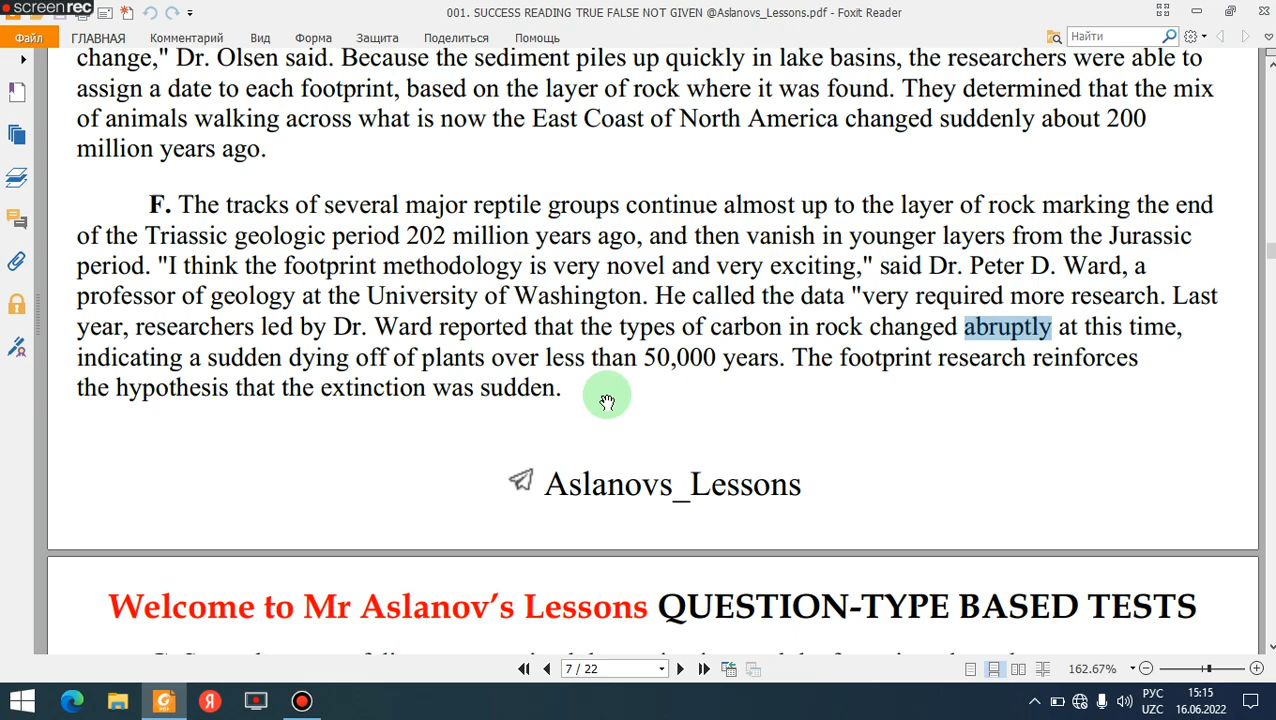 screenrec
001. SUCCESS READING TRUE FALSE NOT GIVEN @Aslanovs_Lessons.pdf - Foxit Reader
Файл ГЛАВНАЯ Комментарий Вид Форма Защита Поделиться Помощь Найти
change," Dr. Olsen said. Because the sediment piles up quickly in lake basins, the researchers were able to
assign a date to each footprint, based on the layer of rock where it was found. They determined that the mix
of animals walking across what is now the East Coast of North America changed suddenly about 200
million years ago.
F. The tracks of several major reptile groups continue almost up to the layer of rock marking the end
of the Triassic geologic period 202 million years ago, and then vanish in younger layers from the Jurassic
period. "I think the footprint methodology is very novel and very exciting," said Dr. Peter D. Ward, a
professor of geology at the University of Washington. He called the data "very required more research. Last
year, researchers led by Dr. Ward reported that the types of carbon in rock changed abruptly at this time,
indicating a sudden dying off of plants over less than 50,000 years. The footprint research reinforces
the hypothesis that the extinction was sudden.
Aslanovs_Lessons
Welcome to Mr Aslanov's Lessons QUESTION-TYPE BASED TESTS
7 / 22
162.67%
РУС 15:15
UZC 16.06.2022